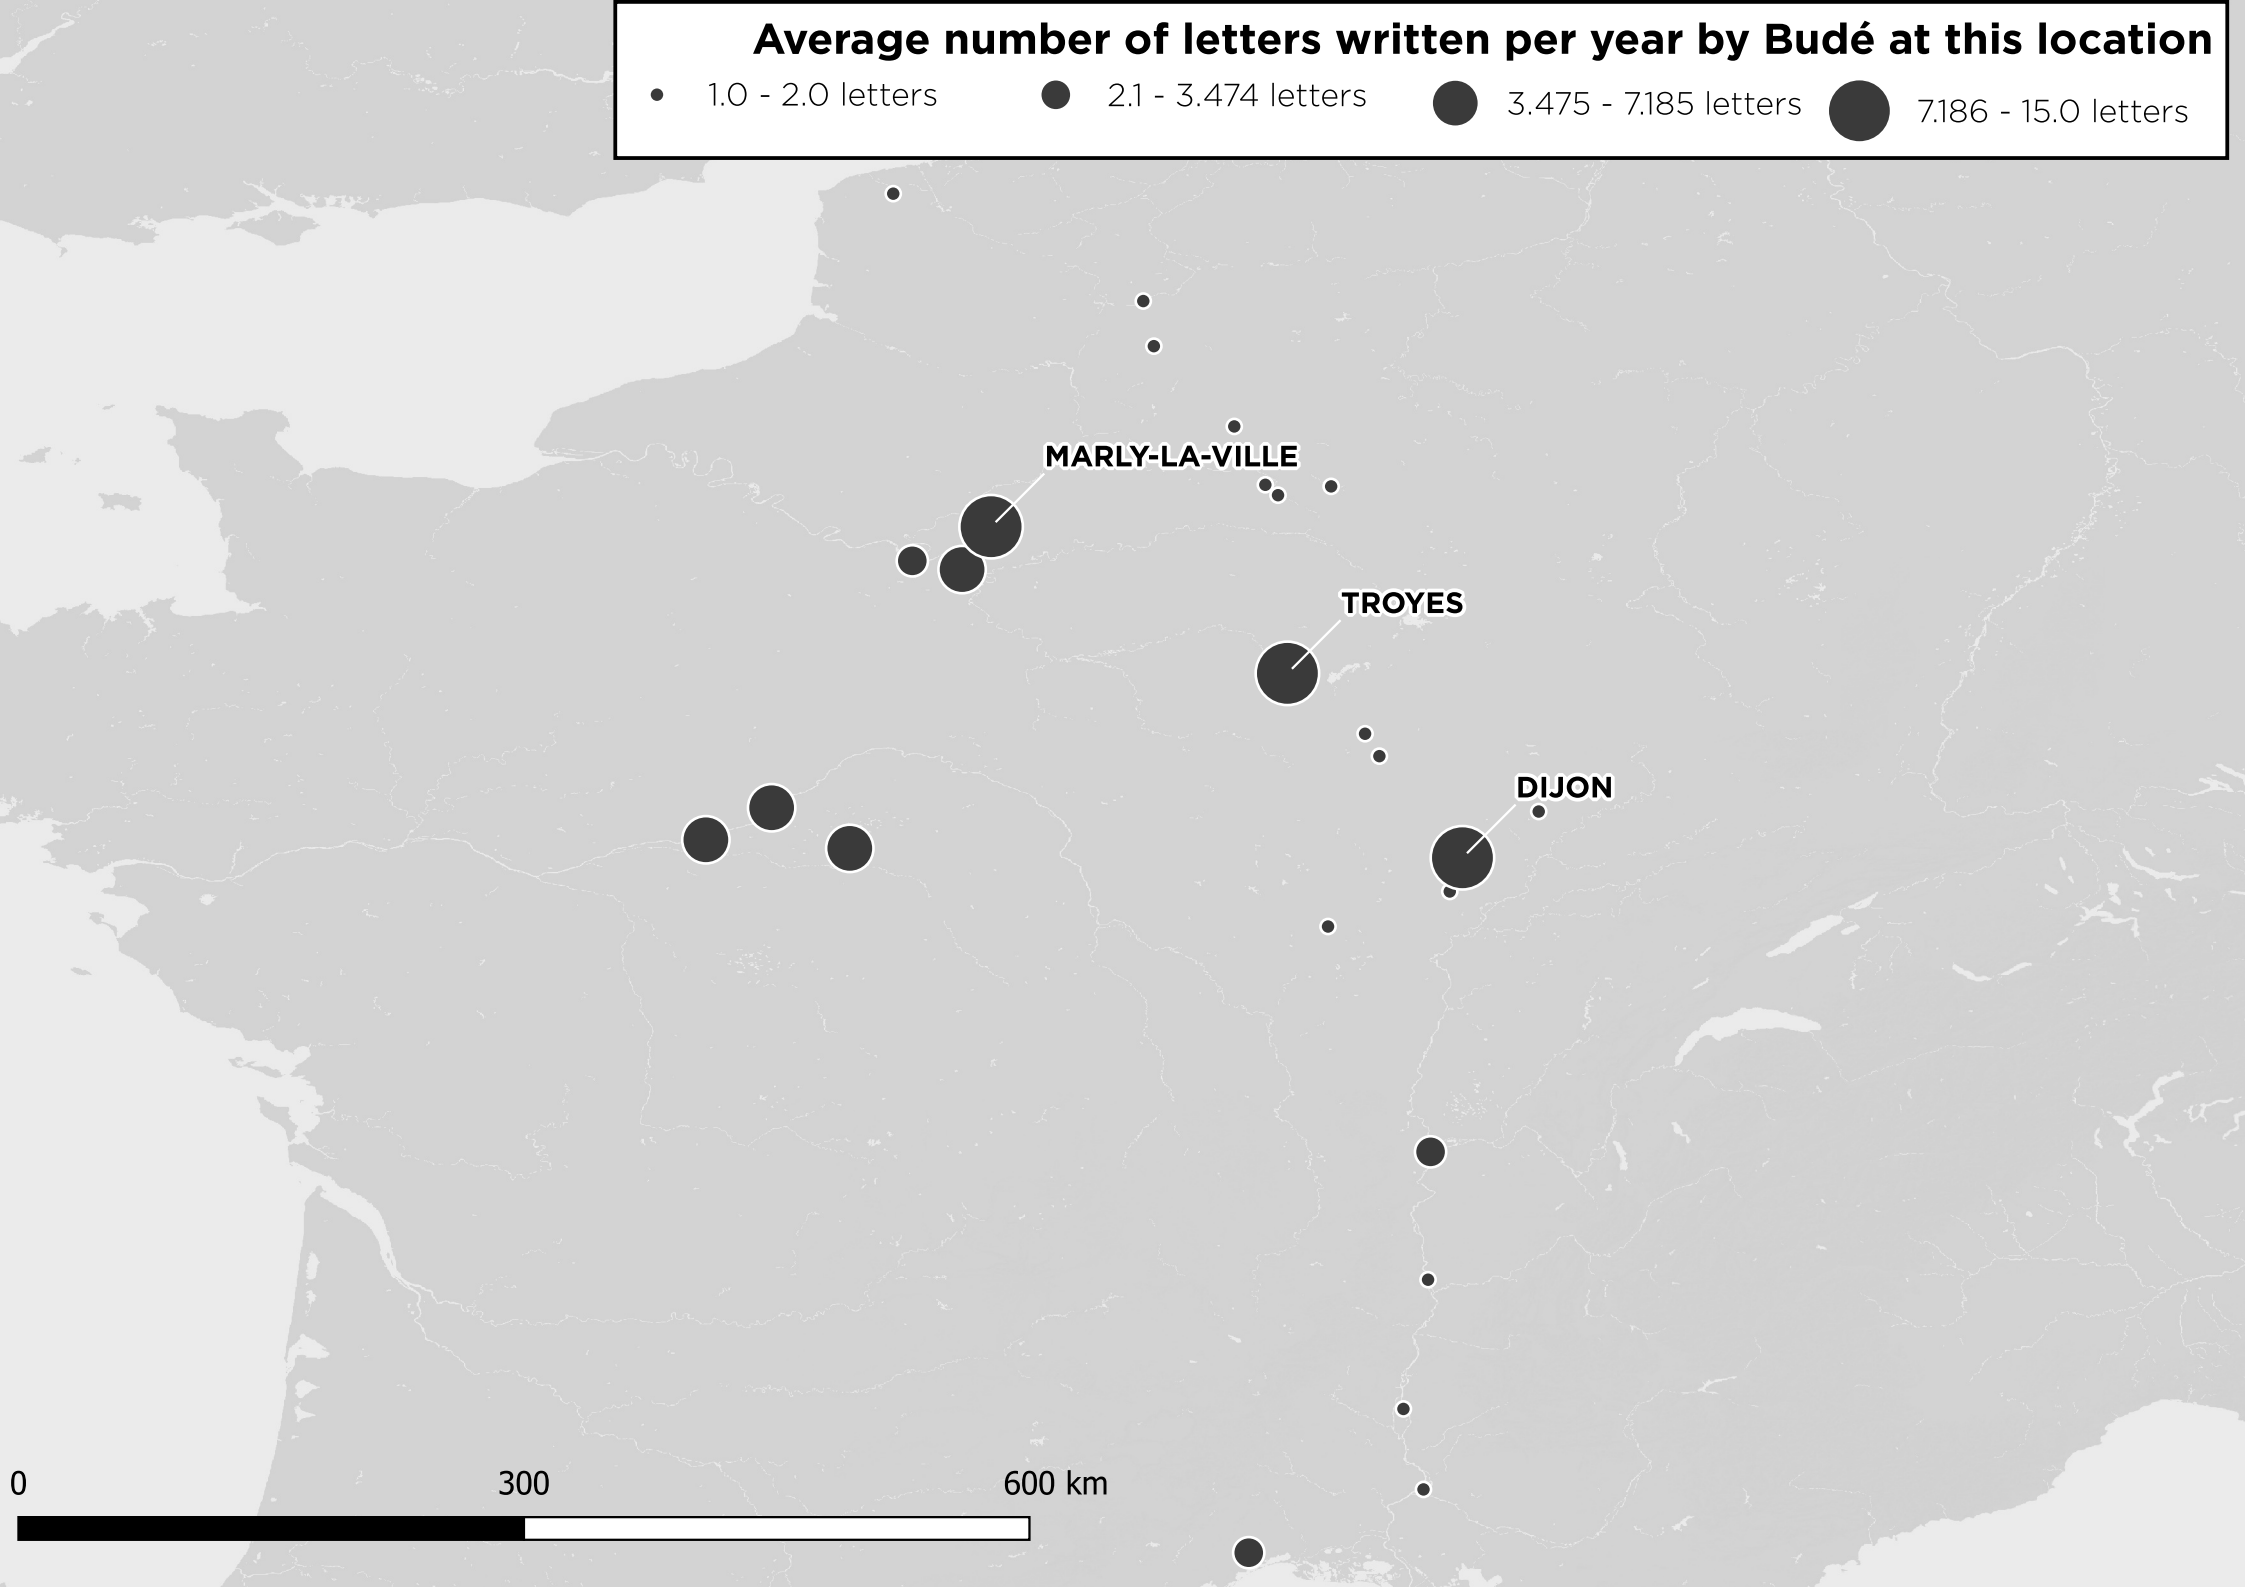 Average number of letters written per year by Budé at this location
1.0 - 2.0 letters
2.1 - 3.474 letters
3.475 - 7.185 letters
7.186 - 15.0 letters
MARLY-LA-VILLE
TROYES
DIJON
0 300 600 km